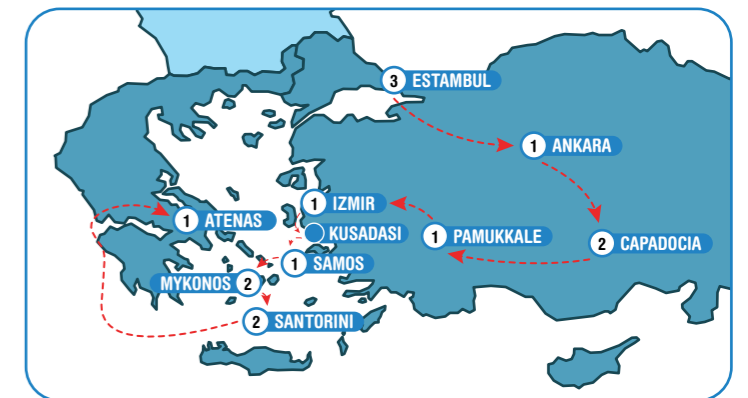 3 ESTAMBUL
1 ANKARA
1 IZMIR
1 ATENAS
KUSADASI
1 PAMUKKALE
2 CAPADOCIA
1 SAMOS
MYKONOS 2
2 SANTORINI